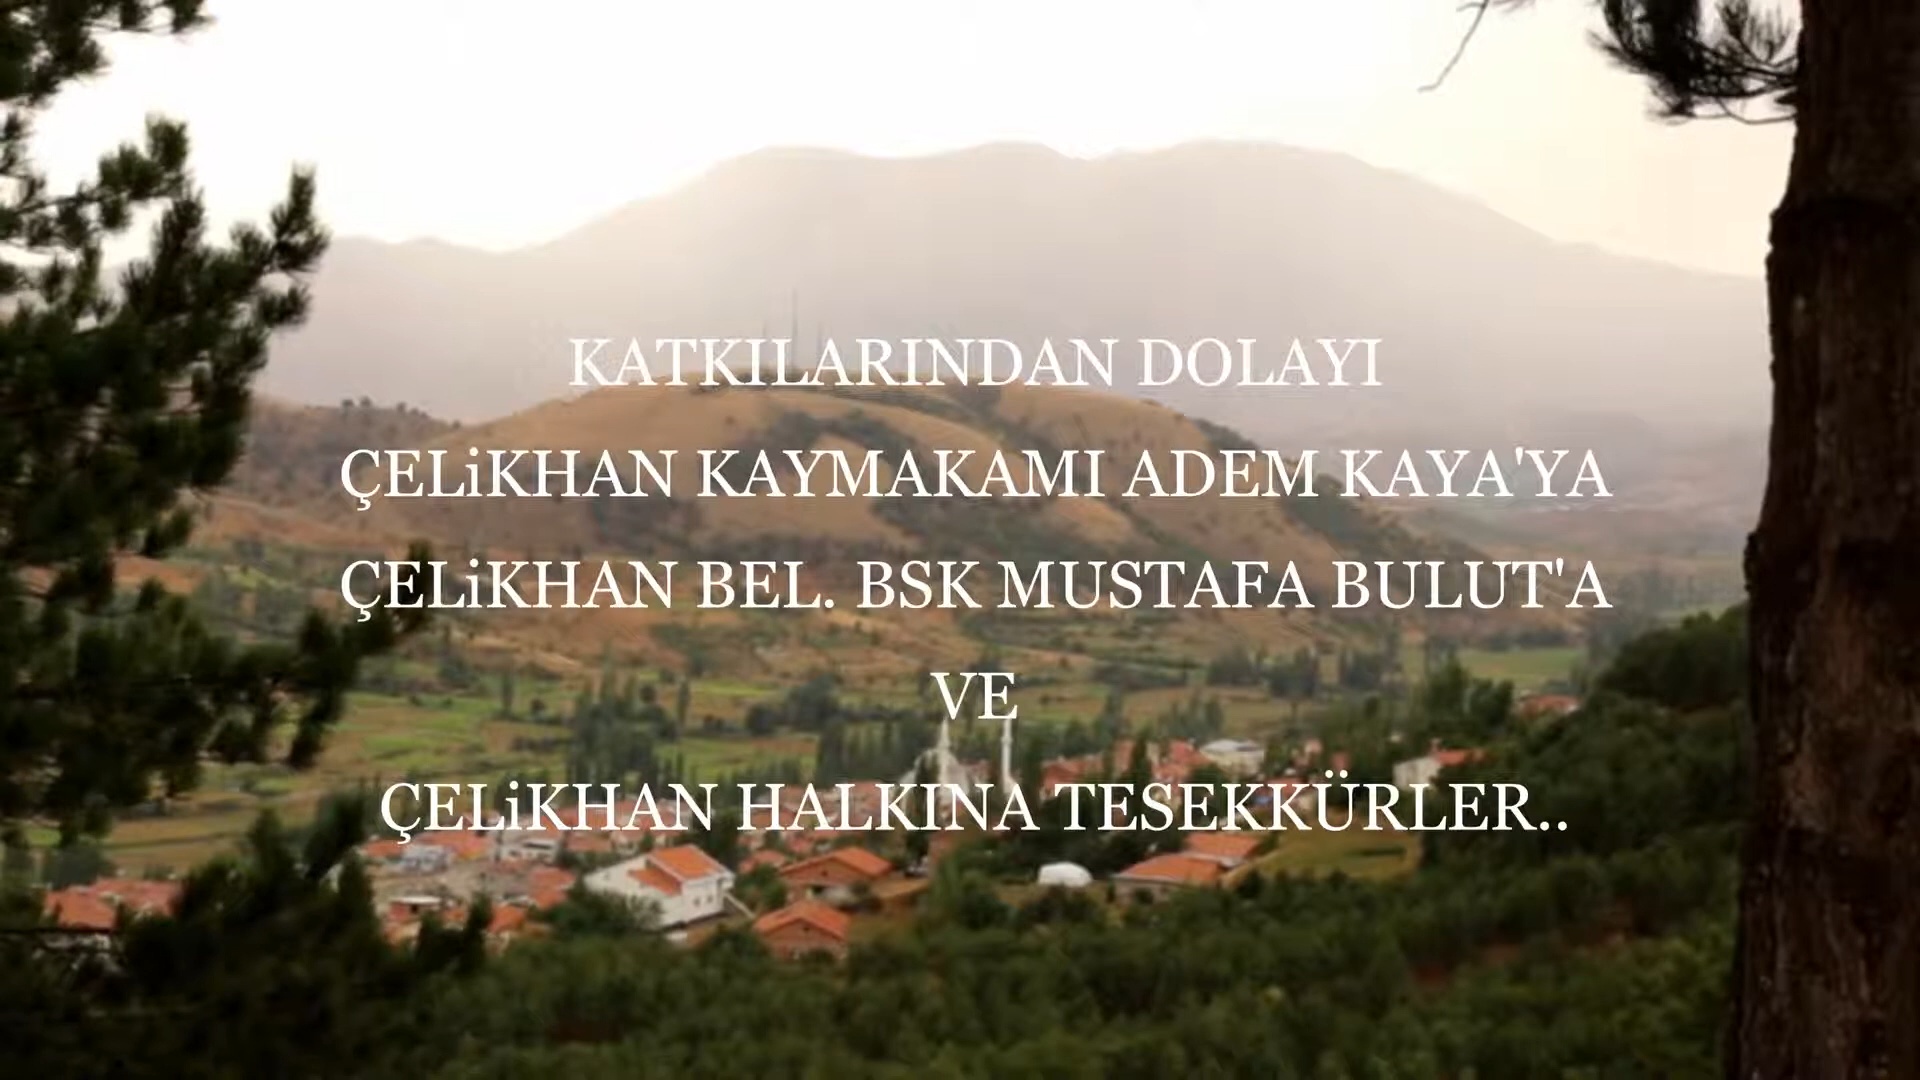 KATKILARINDAN DOLAYI
ÇELiKHAN KAYMAKAMI ADEM KAYA'YA
ÇELiKHAN BEL. BSK MUSTAFA BULUT'A
VE
ÇELiKHAN HALKINA TESEKKÜRLER..